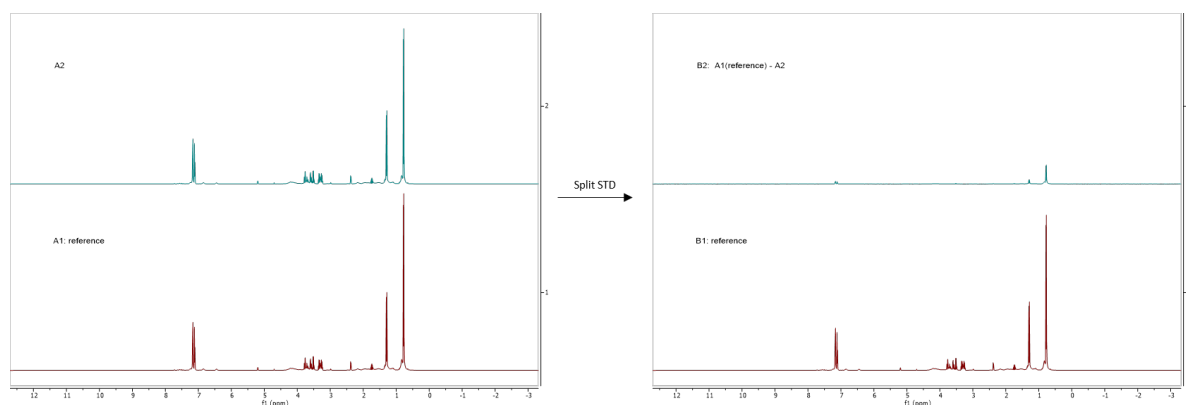 A2
2
A1: reference
1
12 11 10 9 8 7 6 5 4 3 2 1 0 -1 -2 -3
f1 (ppm)
Split STD
B2: A1(reference) - A2
B1: reference
12 11 10 9 8 7 6 5 4 3 2 1 0 -1 -2 -3
f1 (ppm)